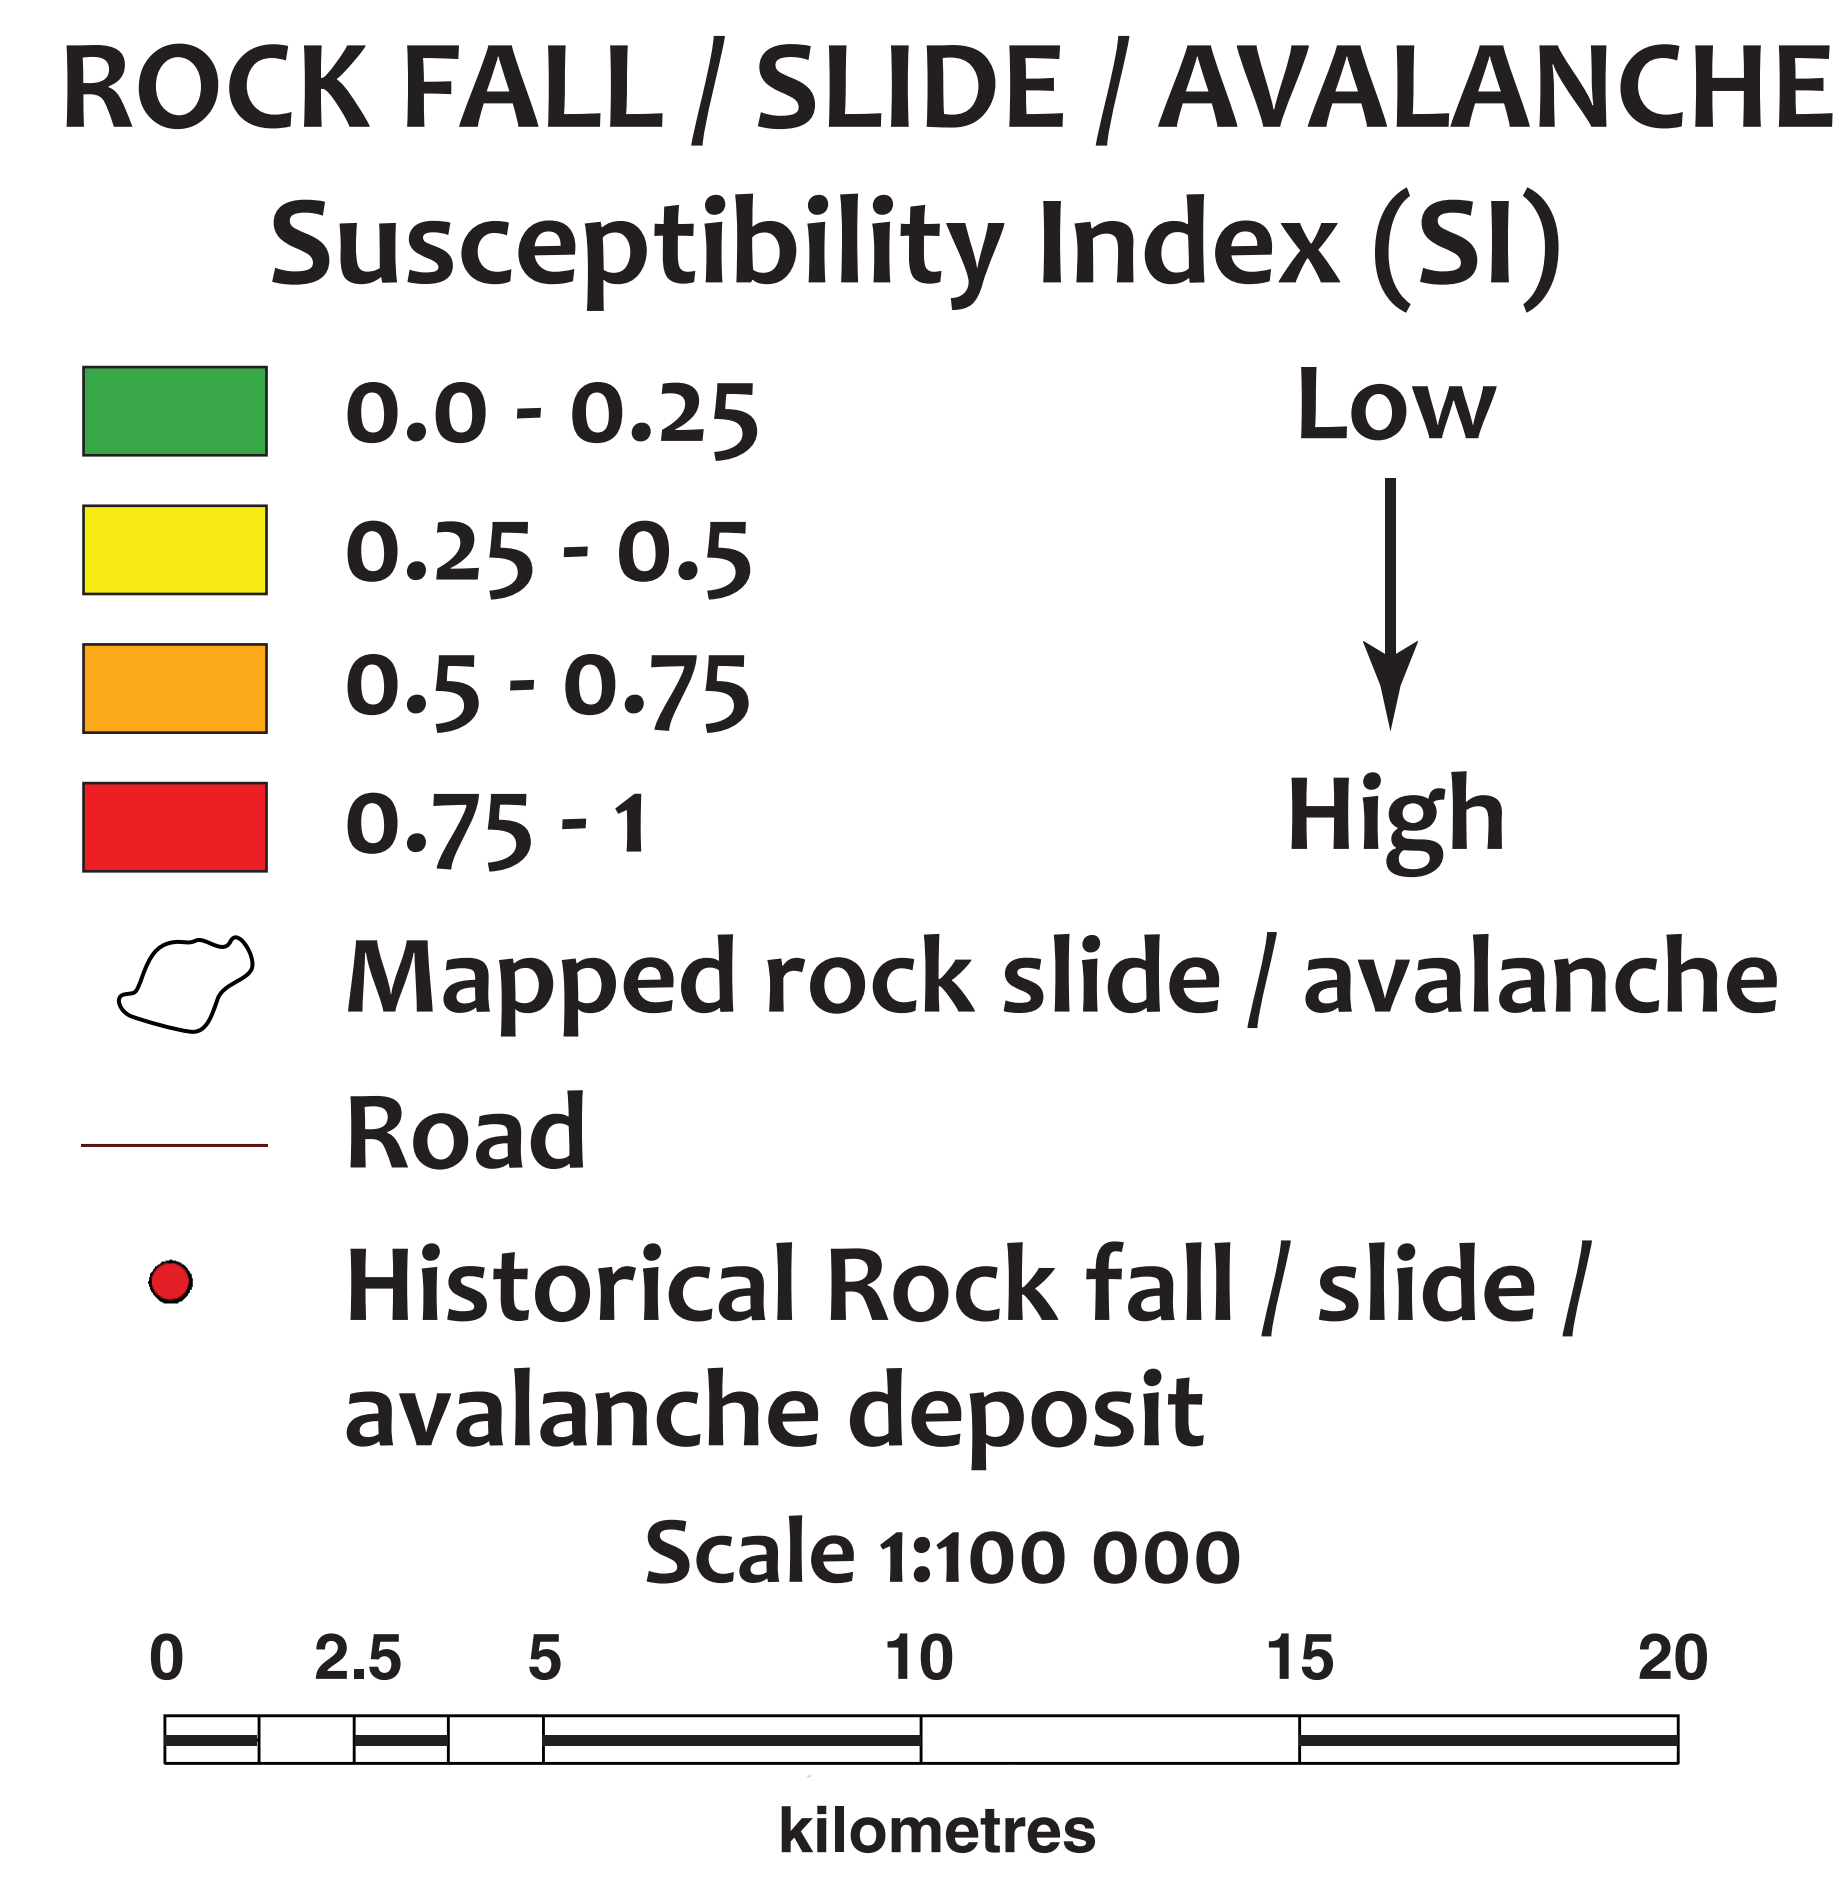 ROCK FALL / SLIDE / AVALANCHE
Susceptibility Index (SI)
0.0 - 0.25 Low
0.25 - 0.5
0.5 - 0.75
0.75 - 1 High
Mapped rock slide / avalanche
Road
Historical Rock fall / slide /
avalanche deposit
Scale 1:100 000
0 2.5 5 10 15 20
kilometres